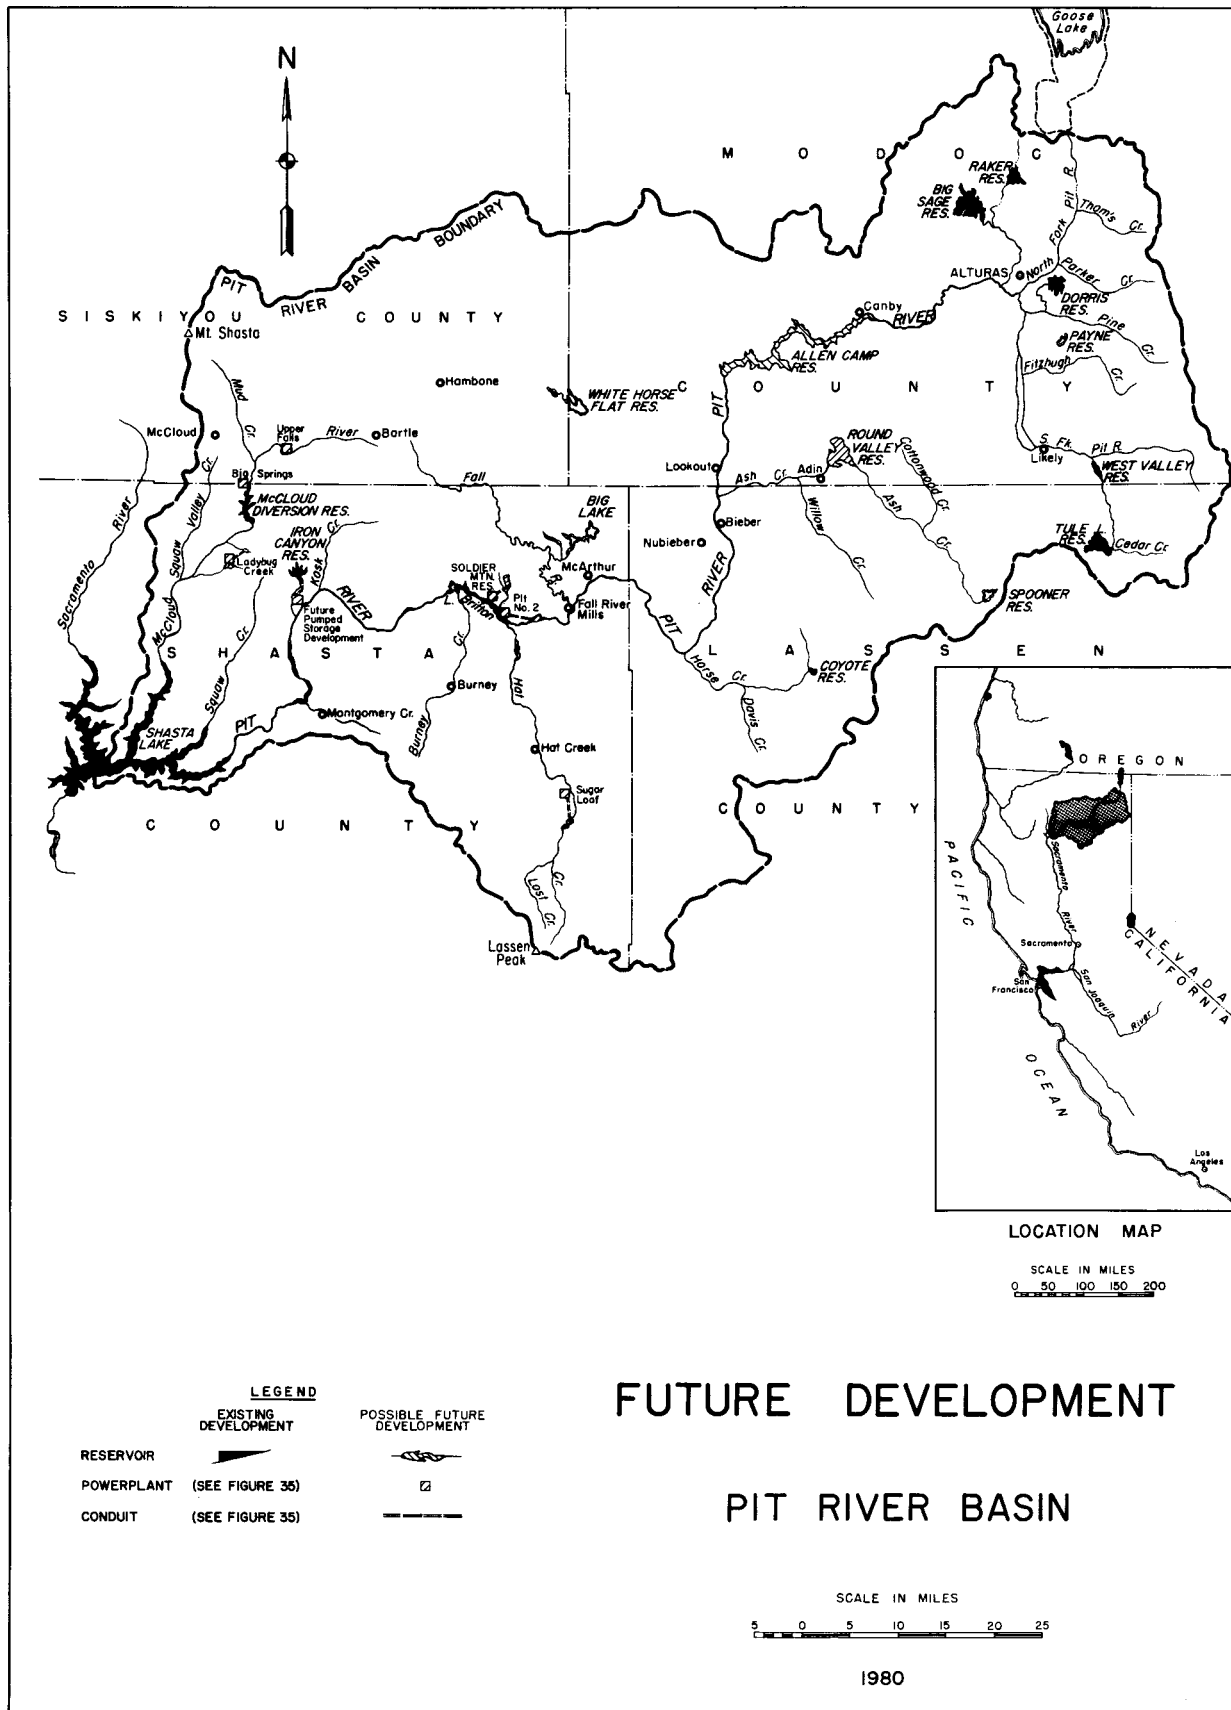 Goose
Lake
N
M O D O C
RAKER
RES.
BIG
SAGE
RES.
Thom's
Cr.
North Fork Pit R.
PIT RIVER BASIN BOUNDARY
ALTURAS
Parker
Cr.
DORRIS
RES.
Pine
Cr.
SISKIYOU COUNTY
Mt. Shasta
Canby
RIVER
ALLEN CAMP
RES.
PAYNE
RES.
Fitzhugh
Cr.
Mud
Cr.
Hambone
WHITE HORSE
FLAT RES.
PIT
C O U N T Y
McCloud
Upper
Falls
River
Bartle
ROUND
VALLEY
RES.
Cottonwood Cr.
S. Fk. Pit R.
Likely
Lookout
Ash Cr.
Adin
WEST VALLEY
RES.
Big Springs
Fall
McCLOUD
DIVERSION RES.
BIG
LAKE
Bieber
Willow
Cr.
Ash
Cr.
Squaw Valley Cr.
Sacramento River
IRON
CANYON
RES.
Kosk
Cr.
Nubieber
TULE L.
RES.
Cedar Cr.
Ladybug
Creek
SOLDIER
MTN.
RES.
McArthur
R.
Pit
No. 2
L. Britton
RIVER
Fall River
Mills
RIVER
SPOONER
RES.
Future
Pumped
Storage
Development
McCloud
S H A S T A
PIT
L A S S E N
Squaw
Cr.
Hat
Cr.
Horse
Cr.
COYOTE
RES.
Burney
Davis
Cr.
Montgomery Cr.
PIT
SHASTA
LAKE
Burney
Hat Creek
Sugar
Loaf
C O U N T Y
COUNTY
Lost Cr.
Cr.
Lassen
Peak
OREGON
PACIFIC
Sacramento
River
Sacramento
San
Francisco
San Joaquin
River
NEVADA
CALIFORNIA
OCEAN
Los
Angeles
LOCATION MAP
SCALE IN MILES
0 50 100 150 200
LEGEND
EXISTING
DEVELOPMENT
POSSIBLE FUTURE
DEVELOPMENT
RESERVOIR
POWERPLANT (SEE FIGURE 35)
CONDUIT (SEE FIGURE 35)
FUTURE DEVELOPMENT
PIT RIVER BASIN
SCALE IN MILES
5 0 5 10 15 20 25
1980